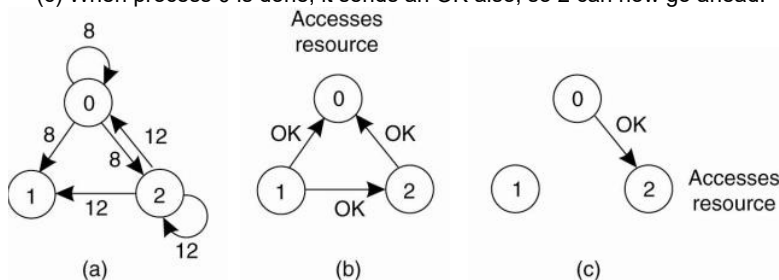 (c) When process 0 is done, it sends an OK also, so 2 can now go ahead.
8
0
8
12
8
1
2
12
12
(a)
Accesses
resource
0
OK
OK
1
2
OK
(b)
0
OK
1
2
Accesses
resource
(c)